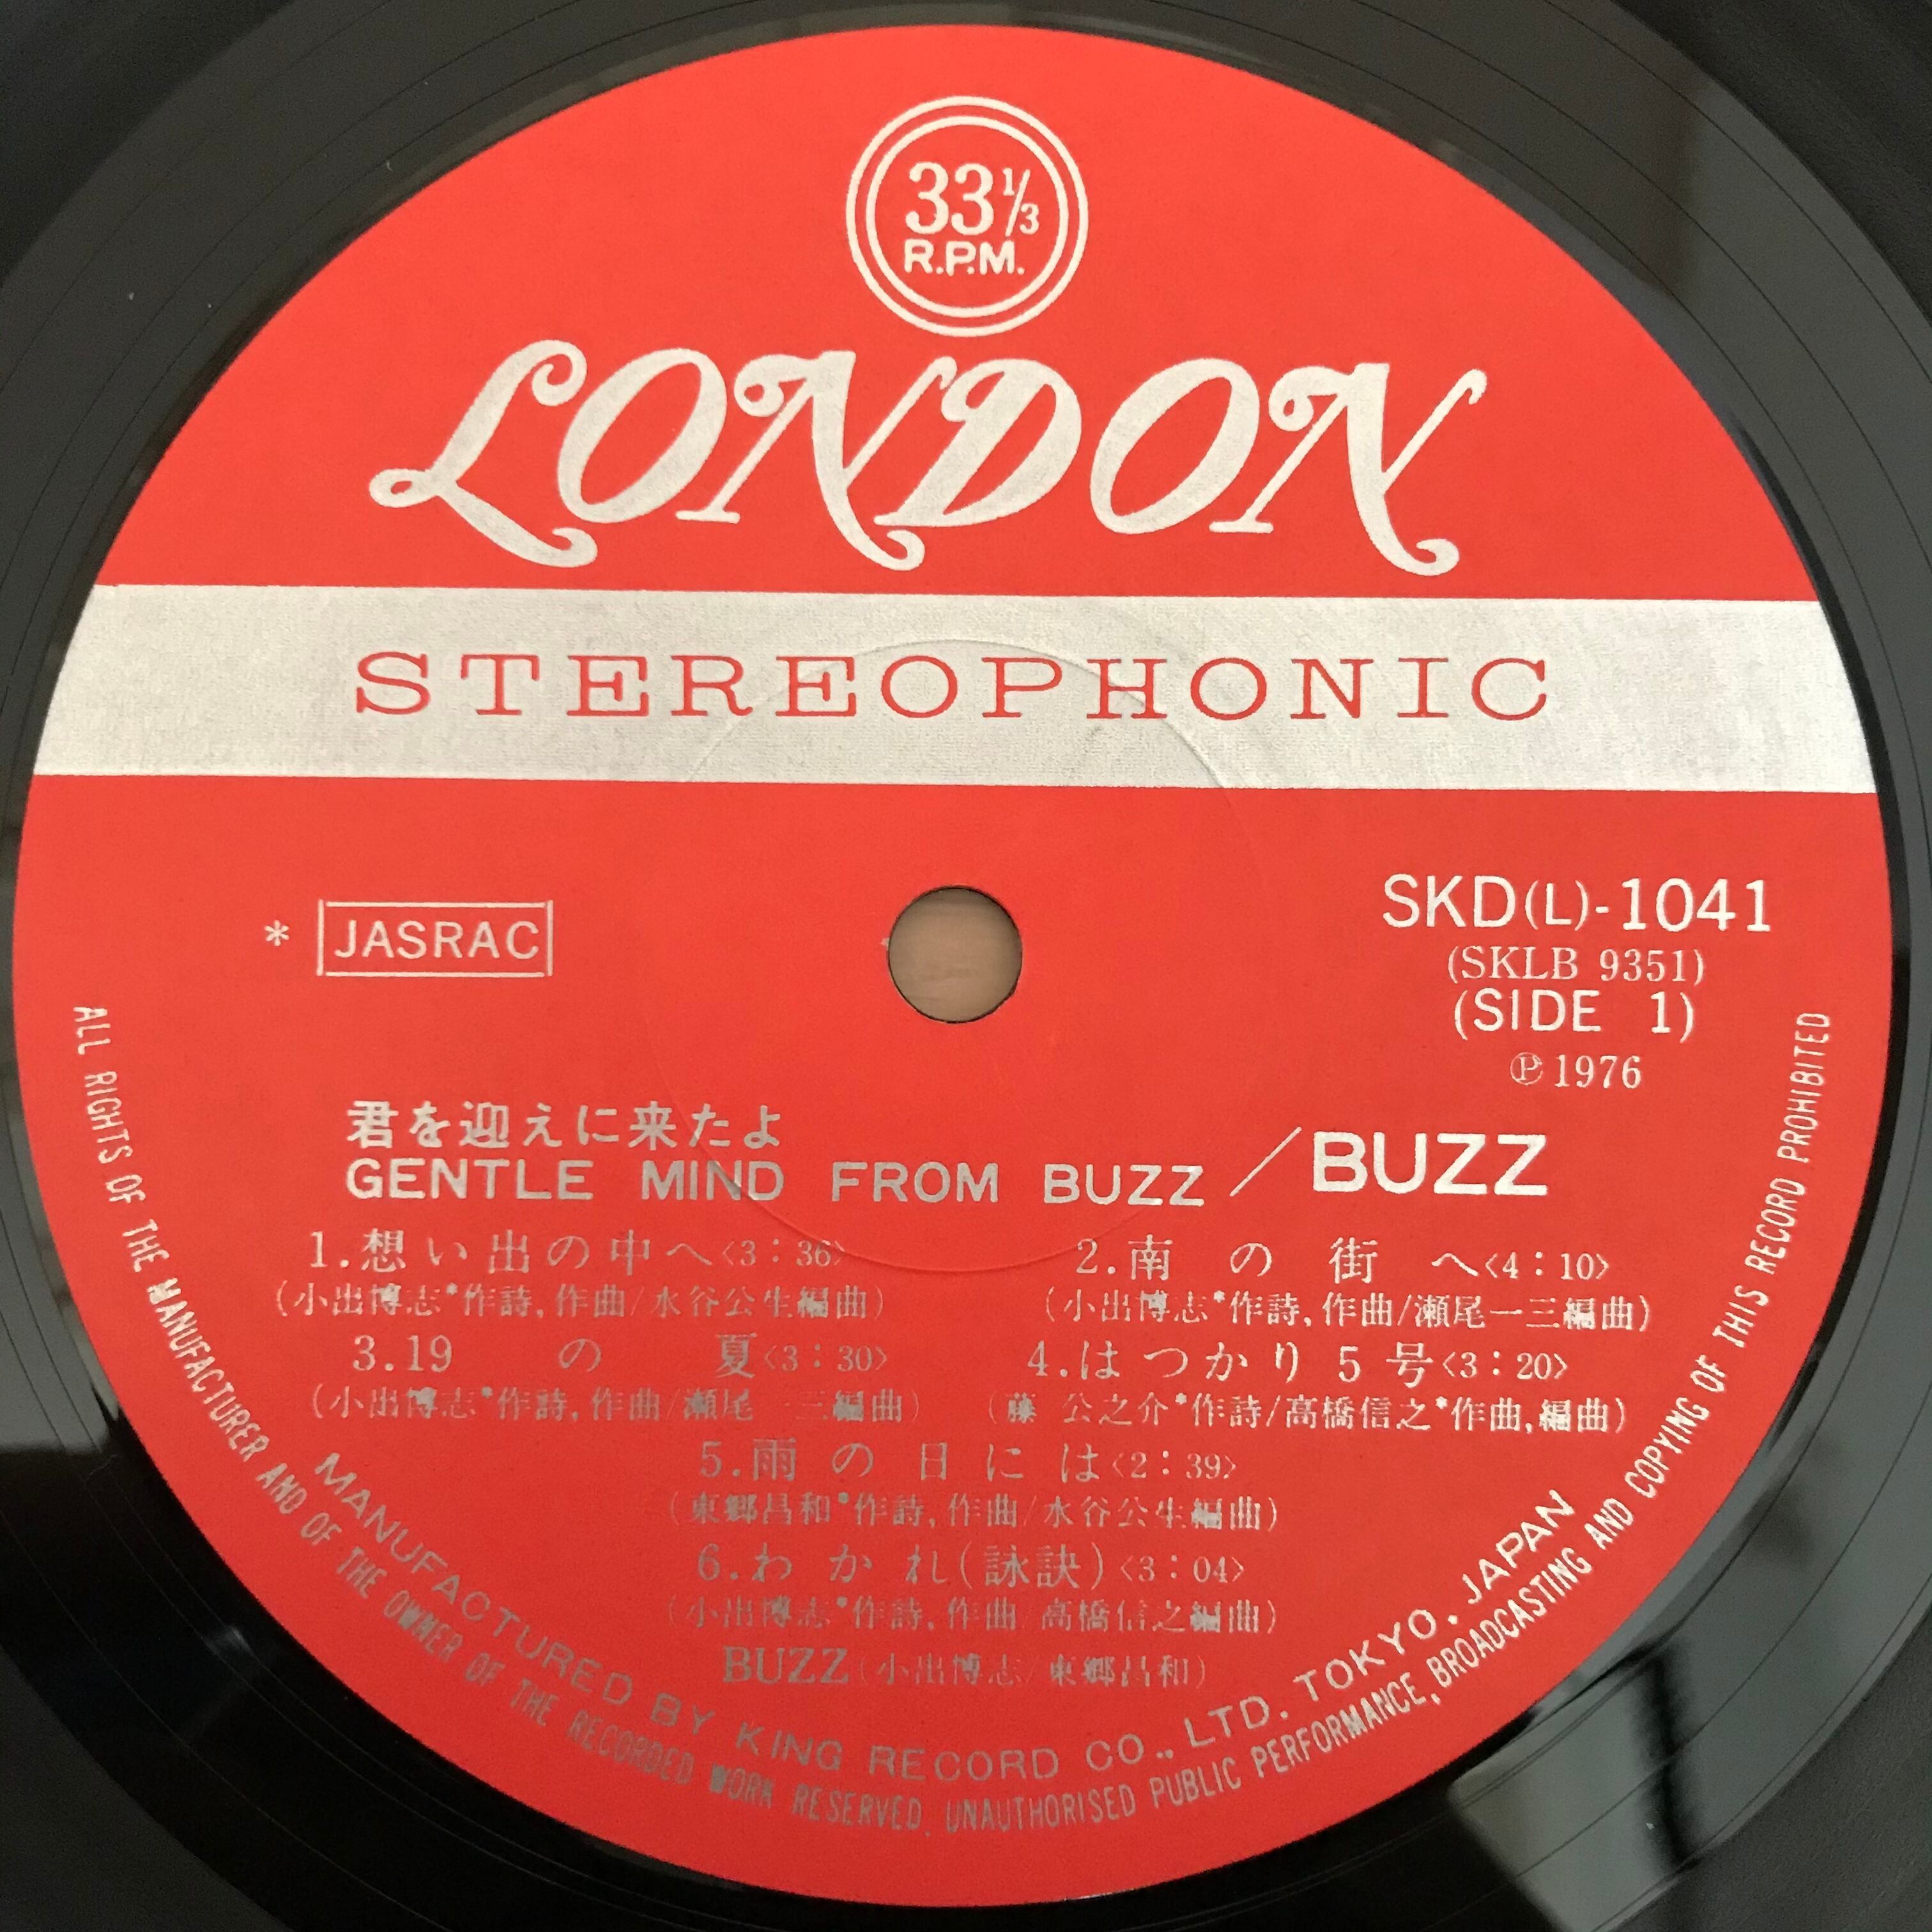 33 1/3
R.P.M.
LONDON
STEREOPHONIC
* JASRAC
SKD(L)-1041
(SKLB 9351)
(SIDE 1)
℗1976
君を迎えに来たよ
GENTLE MIND FROM BUZZ／BUZZ
1.想い出の中へ<3：36>
(小出博志*作詩,作曲/水谷公生編曲)
2.南の街へ<4：10>
(小出博志*作詩,作曲/瀬尾一三編曲)
3.19の夏<3：30>
(小出博志*作詩,作曲/瀬尾一三編曲)
4.はつかり5号<3：20>
(藤 公之介*作詩/高橋信之*作曲,編曲)
5.雨の日には<2：39>
(東郷昌和*作詩,作曲/水谷公生編曲)
6.わかれ(詠訣)<3：04>
(小出博志*作詩,作曲/高橋信之編曲)
BUZZ(小出博志/東郷昌和)
MANUFACTURED BY KING RECORD CO., LTD. TOKYO, JAPAN
ALL RIGHTS OF THE MANUFACTURER AND OF THE OWNER OF THE RECORDED WORK RESERVED. UNAUTHORISED PUBLIC PERFORMANCE, BROADCASTING AND COPYING OF THIS RECORD PROHIBITED